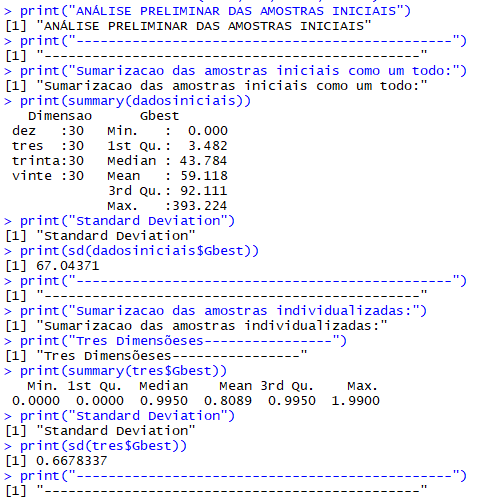 > print("ANÁLISE PRELIMINAR DAS AMOSTRAS INICIAIS")
[1] "ANÁLISE PRELIMINAR DAS AMOSTRAS INICIAIS"
> print("-----------------------------------------------")
[1] "-----------------------------------------------"
> print("Sumarizacao das amostras iniciais como um todo:")
[1] "Sumarizacao das amostras iniciais como um todo:"
> print(summary(dadosiniciais))
   Dimensao      Gbest
 dez   :30   Min.   :  0.000
 tres  :30   1st Qu.:  3.482
 trinta:30   Median : 43.784
 vinte :30   Mean   : 59.118
             3rd Qu.: 92.111
             Max.   :393.224
> print("Standard Deviation")
[1] "Standard Deviation"
> print(sd(dadosiniciais$Gbest))
[1] 67.04371
> print("-----------------------------------------------")
[1] "-----------------------------------------------"
> print("Sumarizacao das amostras individualizadas:")
[1] "Sumarizacao das amostras individualizadas:"
> print("Tres Dimensõeses----------------")
[1] "Tres Dimensõeses----------------"
> print(summary(tres$Gbest))
   Min. 1st Qu.  Median    Mean 3rd Qu.    Max.
 0.0000  0.0000  0.9950  0.8089  0.9950  1.9900
> print("Standard Deviation")
[1] "Standard Deviation"
> print(sd(tres$Gbest))
[1] 0.6678337
> print("-----------------------------------------------")
[1] "-----------------------------------------------"